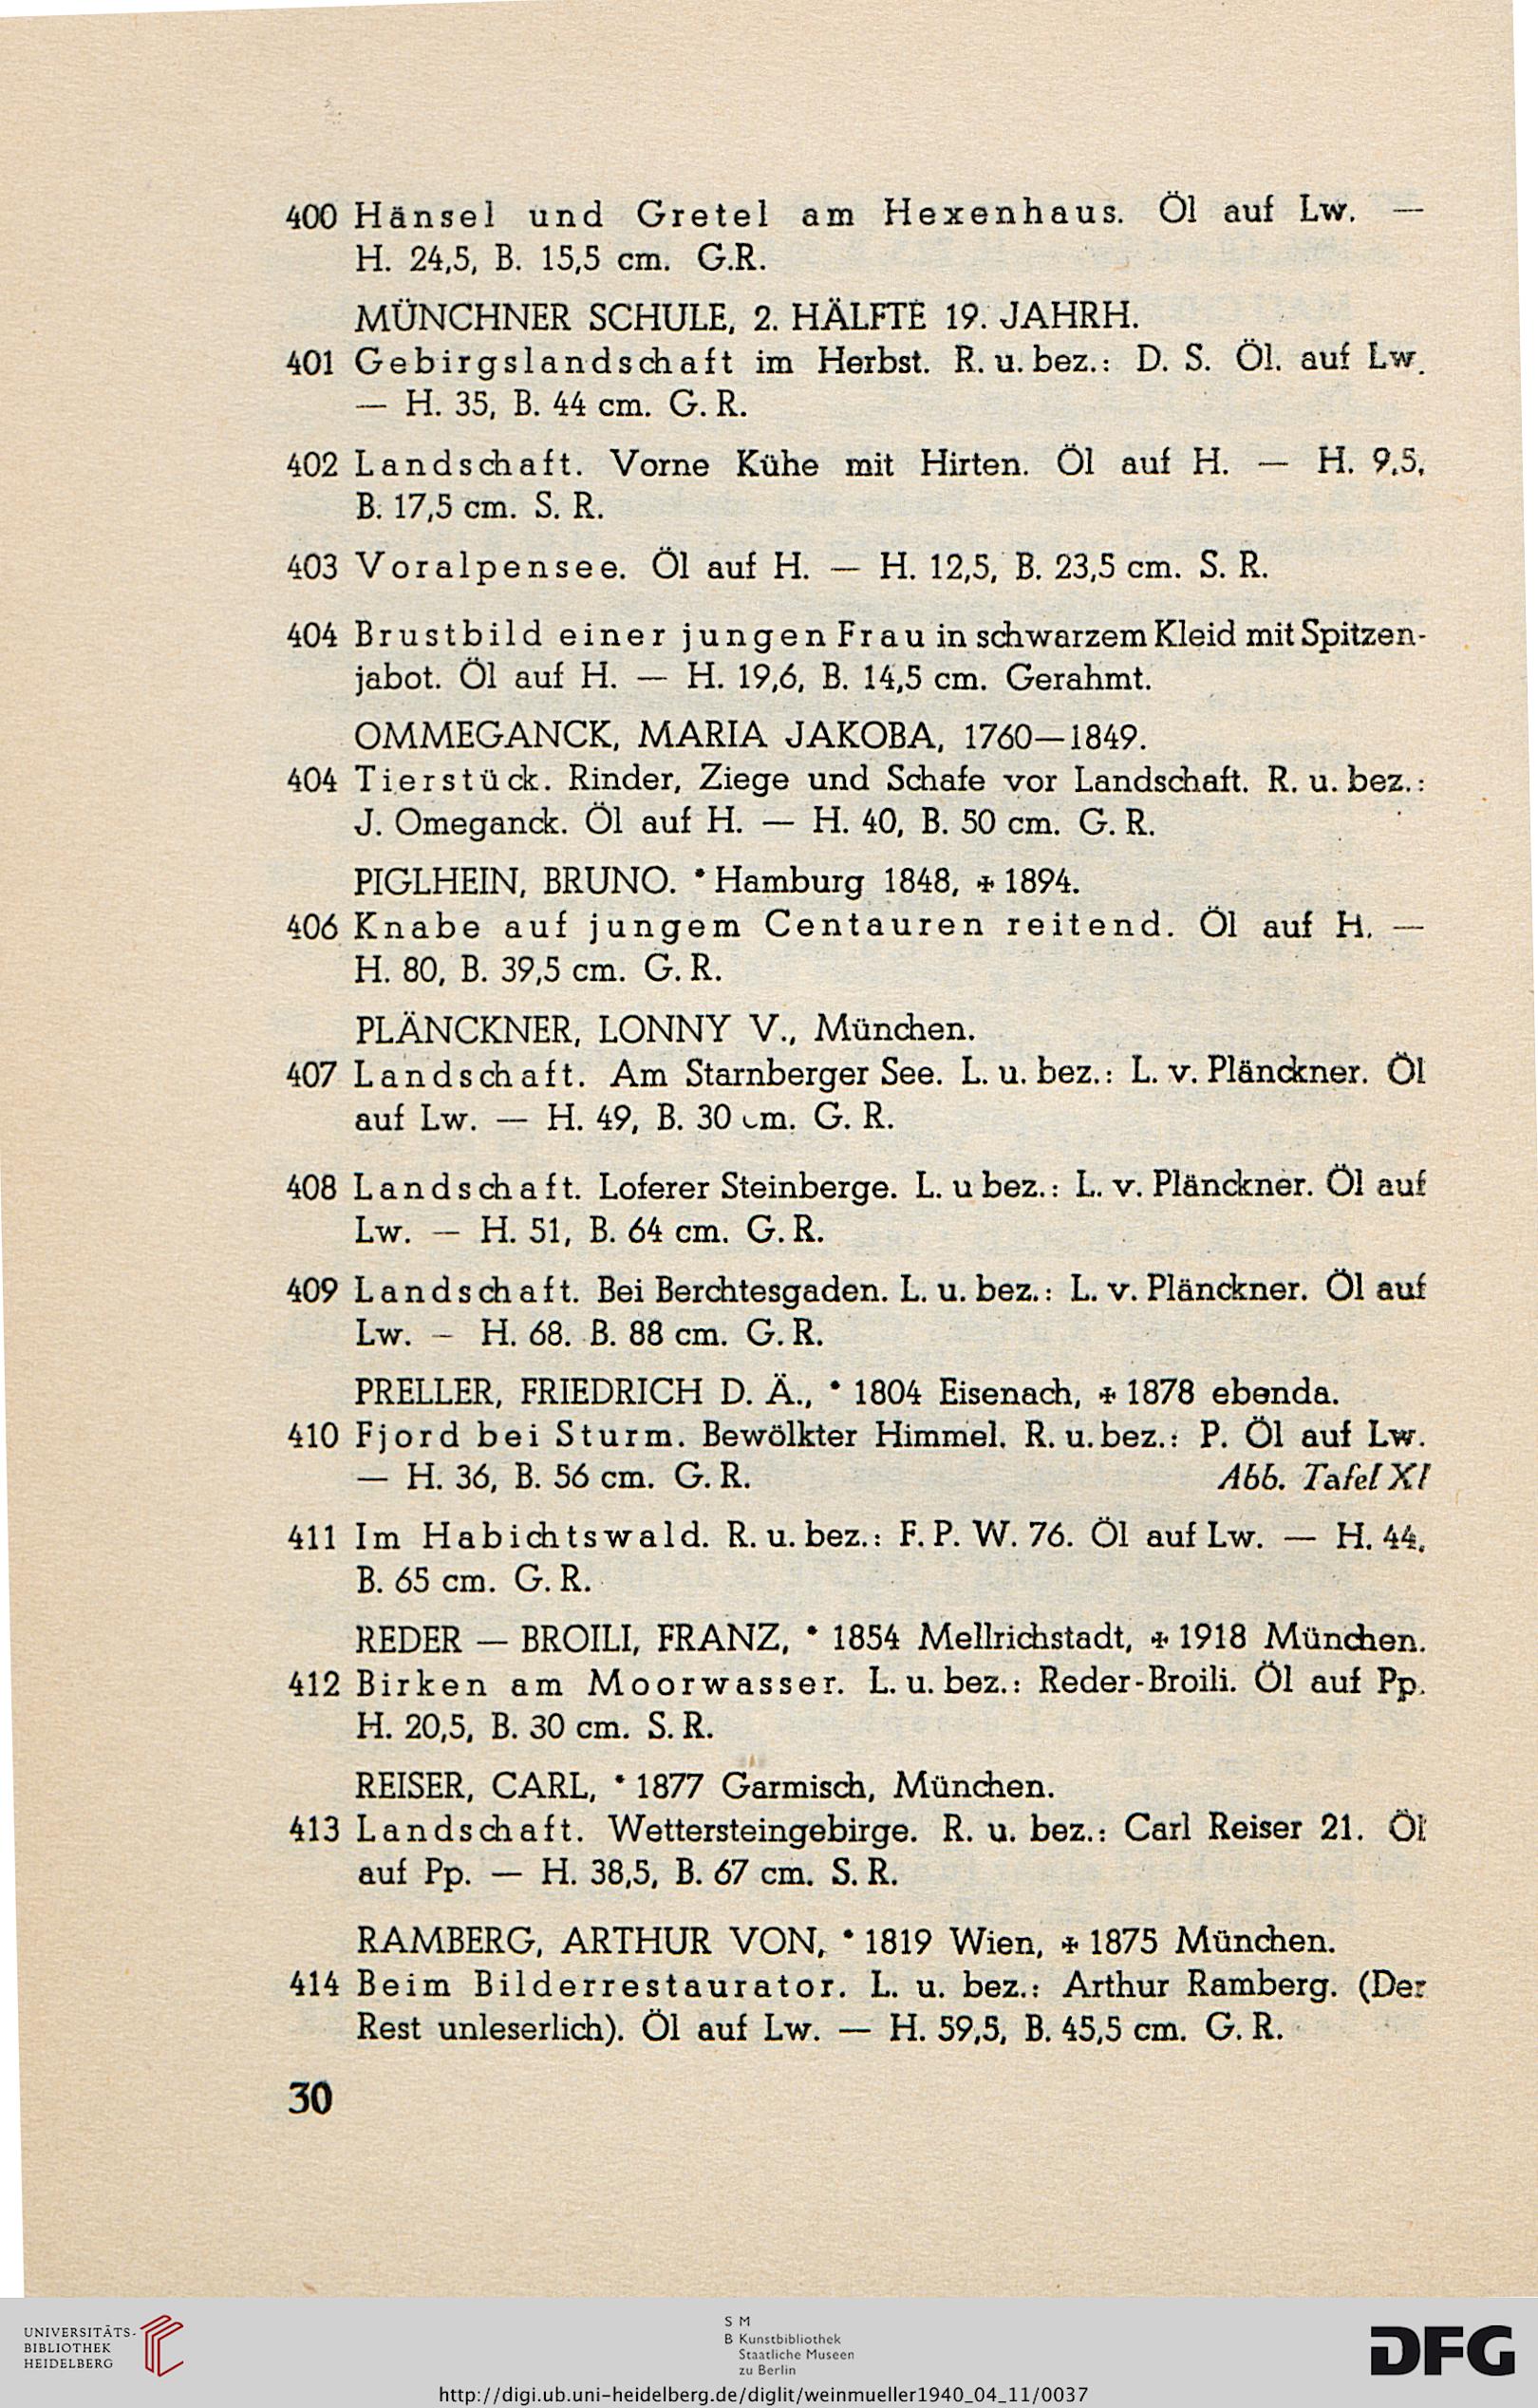 400 Hänsel und Gretel am Hexenhaus. Öl auf Lw. —
H. 24,5, B. 15,5 cm. G.R.
MÜNCHNER SCHULE, 2. HÄLFTE 19. JAHRH.
401 Gebirgslandschaft im Herbst. R. u. bez.: D. S. Öl. auf Lw.
— H. 35, B. 44 cm. G. R.
402 Landschaft. Vorne Kühe mit Hirten. Öl auf H. — H. 9,5,
B. 17,5 cm. S. R.
403 Voralpensee. Öl auf H. — H. 12,5, B. 23,5 cm. S. R.
404 Brustbild einer jungen Frau in schwarzem Kleid mit Spitzen-
jabot. Öl auf H. — H. 19,6, B. 14,5 cm. Gerahmt.
OMMEGANCK, MARIA JAKOBA, 1760—1849.
404 Tierstück. Rinder, Ziege und Schafe vor Landschaft. R. u. bez.:
J. Omeganck. Öl auf H. — H. 40, B. 50 cm. G. R.
PIGLHEIN, BRUNO. * Hamburg 1848, ✠ 1894.
406 Knabe auf jungem Centauren reitend. Öl auf H. —
H. 80, B. 39,5 cm. G. R.
PLÄNCKNER, LONNY V., München.
407 Landschaft. Am Starnberger See. L. u. bez.: L. v. Plänckner. Öl
auf Lw. — H. 49, B. 30 cm. G. R.
408 Landschaft. Loferer Steinberge. L. u bez.: L. v. Plänckner. Öl auf
Lw. — H. 51, B. 64 cm. G. R.
409 Landschaft. Bei Berchtesgaden. L. u. bez.: L. v. Plänckner. Öl auf
Lw. – H. 68. B. 88 cm. G. R.
PRELLER, FRIEDRICH D. Ä., * 1804 Eisenach, ✠ 1878 ebenda.
410 Fjord bei Sturm. Bewölkter Himmel. R. u. bez.: P. Öl auf Lw.
— H. 36, B. 56 cm. G. R. Abb. Tafel XI
411 Im Habichtswald. R. u. bez.: F. P. W. 76. Öl auf Lw. — H. 44,
B. 65 cm. G. R.
REDER — BROILI, FRANZ, * 1854 Mellrichstadt, ✠ 1918 München.
412 Birken am Moorwasser. L. u. bez.: Reder-Broili. Öl auf Pp.
H. 20,5, B. 30 cm. S. R.
REISER, CARL, * 1877 Garmisch, München.
413 Landschaft. Wettersteingebirge. R. u. bez.: Carl Reiser 21. Öl
auf Pp. — H. 38,5, B. 67 cm. S. R.
RAMBERG, ARTHUR VON, * 1819 Wien, ✠ 1875 München.
414 Beim Bilderrestaurator. L. u. bez.: Arthur Ramberg. (Der
Rest unleserlich). Öl auf Lw. — H. 59,5, B. 45,5 cm. G. R.
30
UNIVERSITÄTS-
BIBLIOTHEK
HEIDELBERG
S M
B Kunstbibliothek
Staatliche Museen
zu Berlin
DFG
http://digi.ub.uni-heidelberg.de/diglit/weinmueller1940_04_11/0037